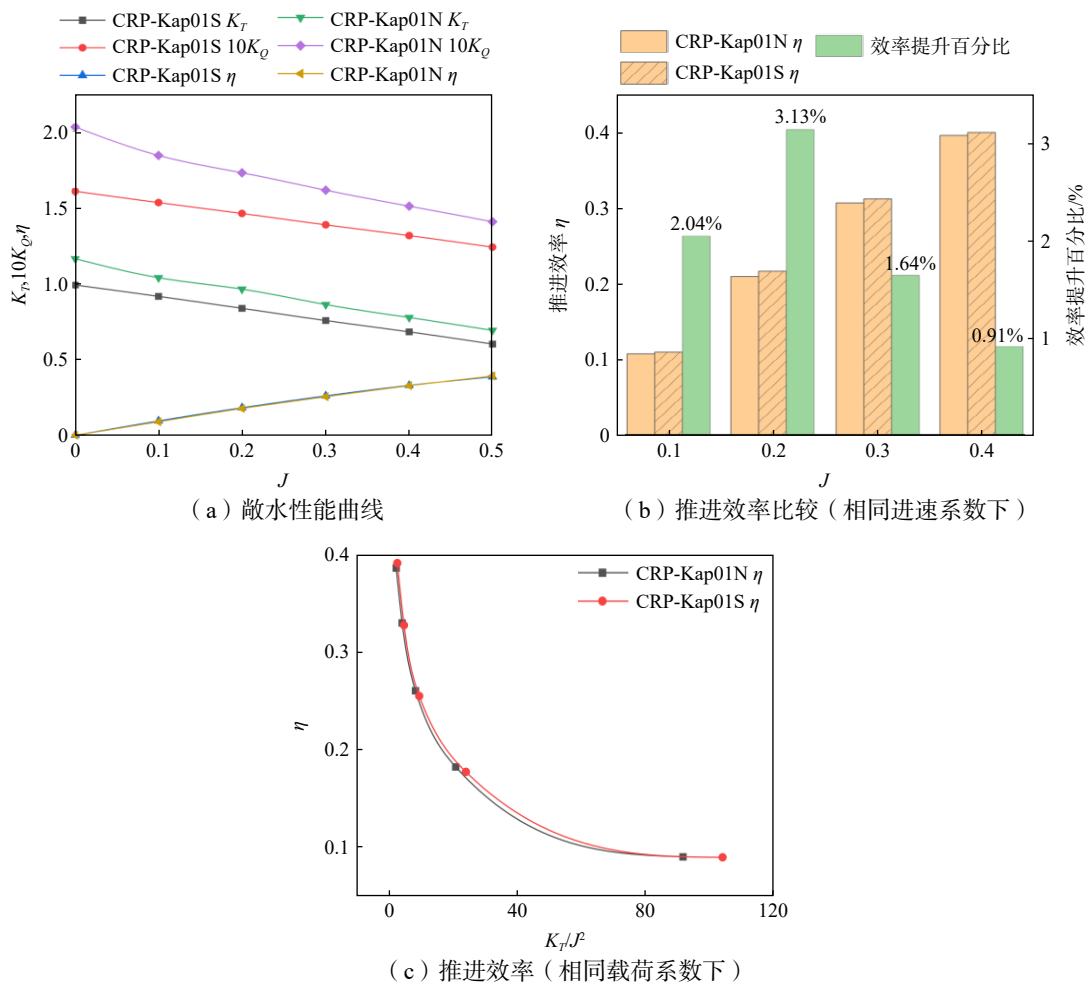 CRP-Kap01S K_T
CRP-Kap01N K_T
CRP-Kap01S 10K_Q
CRP-Kap01N 10K_Q
CRP-Kap01S η
CRP-Kap01N η
2.0
1.5
1.0
0.5
0
K_T,10K_Q,η
0
0.1
0.2
0.3
0.4
0.5
J
（a）敞水性能曲线
CRP-Kap01N η
效率提升百分比
CRP-Kap01S η
0.4
0.3
0.2
0.1
0
推进效率 η
2.04%
3.13%
1.64%
0.91%
3
2
1
效率提升百分比/%
0.1
0.2
0.3
0.4
J
（b）推进效率比较（相同进速系数下）
CRP-Kap01N η
CRP-Kap01S η
0.4
0.3
0.2
0.1
η
0
40
80
120
K_T/J²
（c）推进效率（相同载荷系数下）